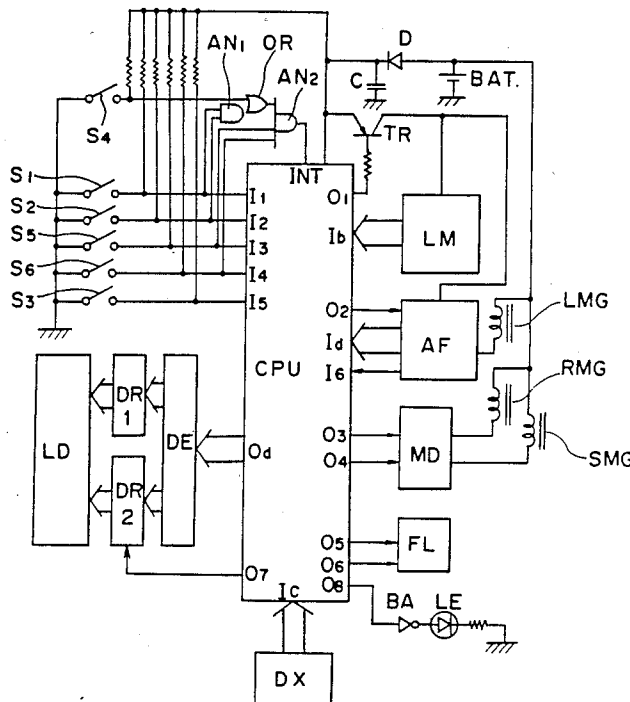 AN1 OR
AN2
D
C
BAT.
S4
TR
INT
S1
I1
O1
S2
I2
Ib
LM
S5
I3
S6
I4
S3
I5
O2
LMG
Id
AF
CPU
I6
RMG
LD
DR
1
DE
O3
MD
Od
O4
SMG
DR
2
O5
FL
O6
O7
O8
Ic
BA
LE
DX